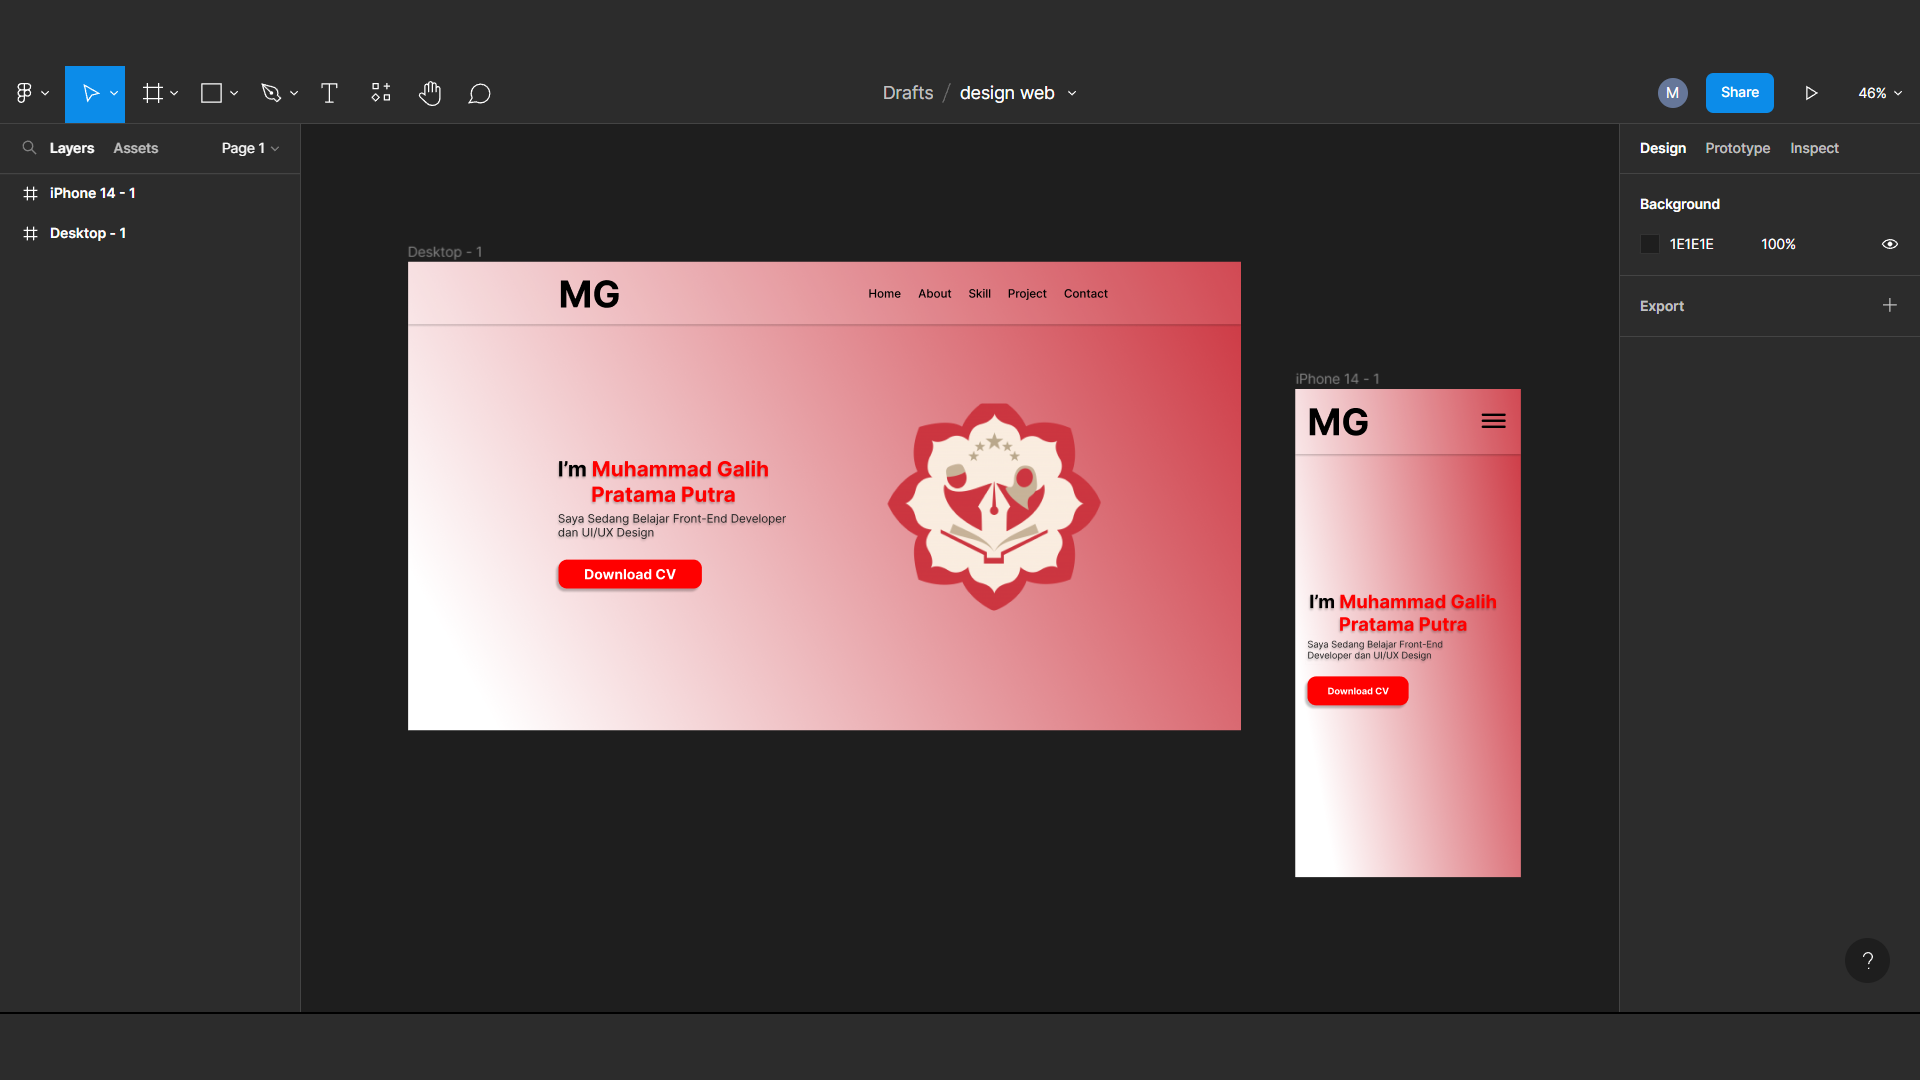 Drafts / design web
M
Share
46%
Layers Assets Page 1
iPhone 14 - 1
Desktop - 1
Desktop - 1
MG
Home About Skill Project Contact
I’m Muhammad Galih
Pratama Putra
Saya Sedang Belajar Front-End Developer
dan UI/UX Design
Download CV
iPhone 14 - 1
MG
I’m Muhammad Galih
Pratama Putra
Saya Sedang Belajar Front-End
Developer dan UI/UX Design
Download CV
Design Prototype Inspect
Background
1E1E1E 100%
Export
?